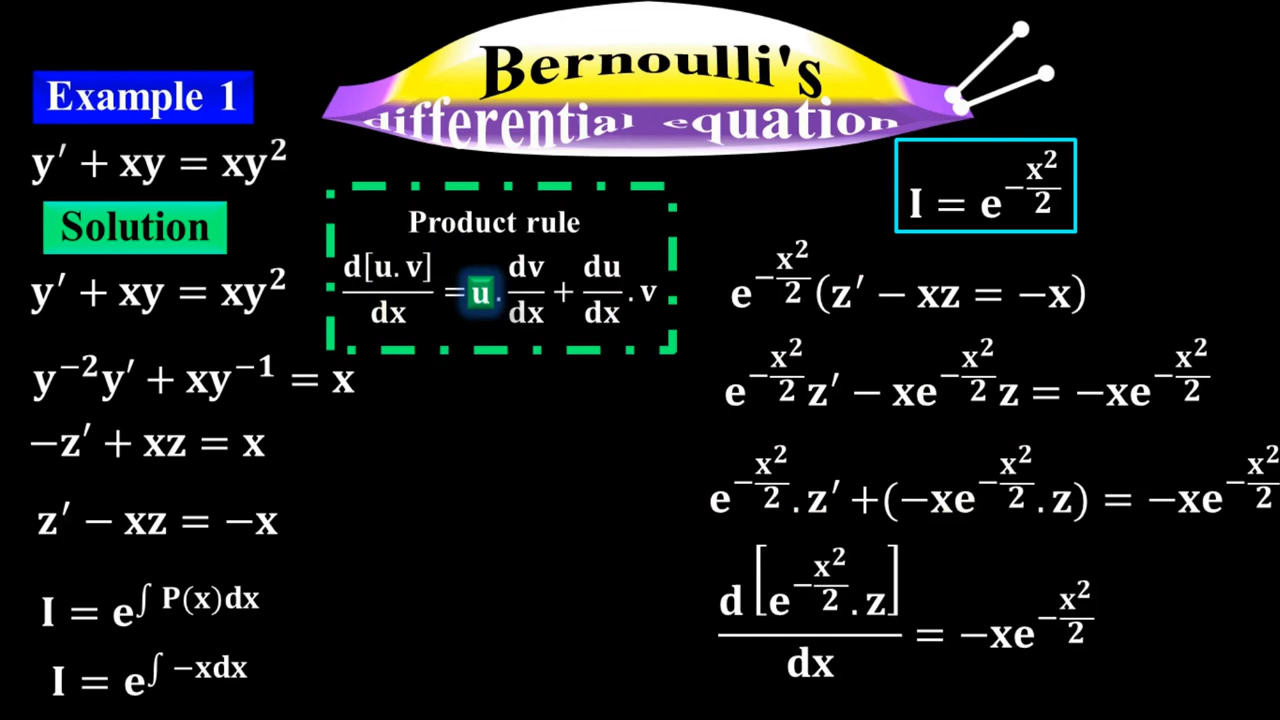 Bernoulli's
differential equation
Example 1
y′ + xy = xy²
Solution
y′ + xy = xy²
y⁻²y′ + xy⁻¹ = x
−z′ + xz = x
z′ − xz = −x
I = e^(∫ P(x)dx)
I = e^(∫ −xdx)
Product rule
d[u.v]/dx = u.dv/dx + du/dx.v
I = e^(−x²/2)
e^(−x²/2)(z′ − xz = −x)
e^(−x²/2)z′ − xe^(−x²/2)z = −xe^(−x²/2)
e^(−x²/2).z′ +(−xe^(−x²/2).z) = −xe^(−x²/2)
d[e^(−x²/2).z]/dx = −xe^(−x²/2)